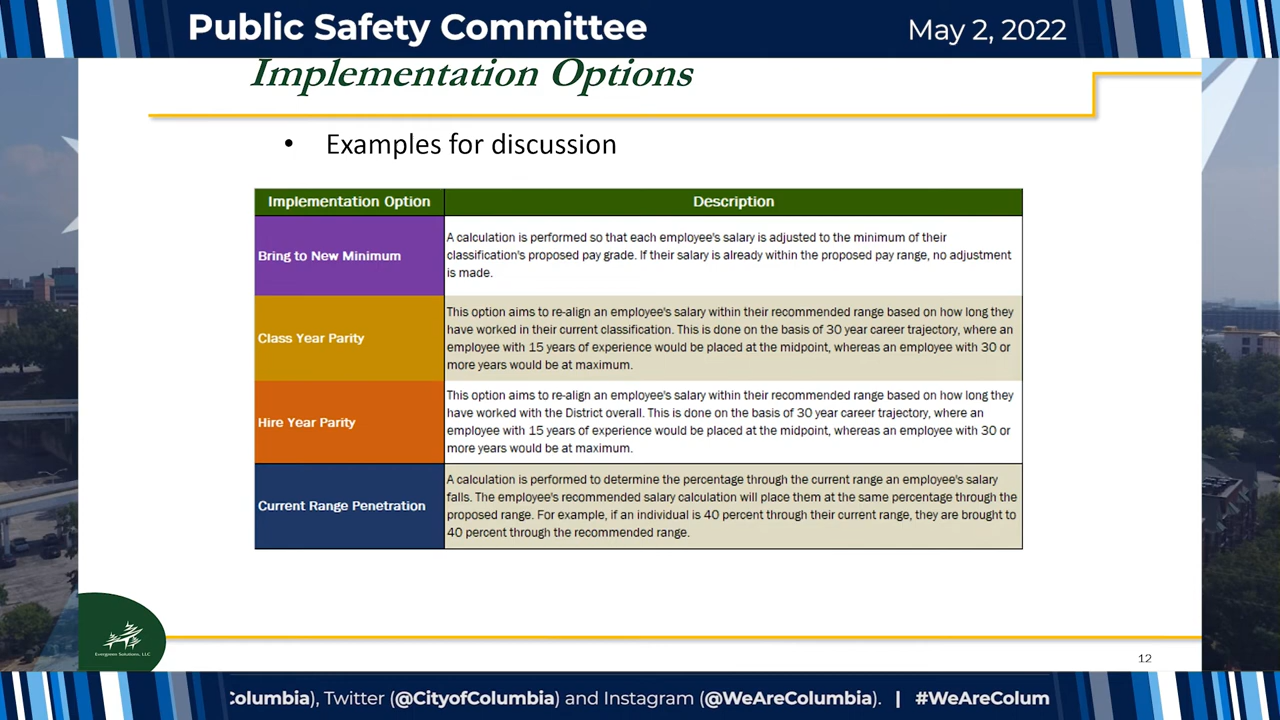 Public Safety Committee
May 2, 2022
Implementation Options
• Examples for discussion
Implementation Option
Description
Bring to New Minimum
A calculation is performed so that each employee's salary is adjusted to the minimum of their
classification's proposed pay grade. If their salary is already within the proposed pay range, no adjustment
is made.
Class Year Parity
This option aims to re-align an employee's salary within their recommended range based on how long they
have worked in their current classification. This is done on the basis of 30 year career trajectory, where an
employee with 15 years of experience would be placed at the midpoint, whereas an employee with 30 or
more years would be at maximum.
Hire Year Parity
This option aims to re-align an employee's salary within their recommended range based on how long they
have worked with the District overall. This is done on the basis of 30 year career trajectory, where an
employee with 15 years of experience would be placed at the midpoint, whereas an employee with 30 or
more years would be at maximum.
Current Range Penetration
A calculation is performed to determine the percentage through the current range an employee's salary
falls. The employee's recommended salary calculation will place them at the same percentage through the
proposed range. For example, if an individual is 40 percent through their current range, they are brought to
40 percent through the recommended range.
Evergreen Solutions, LLC
12
Columbia), Twitter (@CityofColumbia) and Instagram (@WeAreColumbia). | #WeAreColum